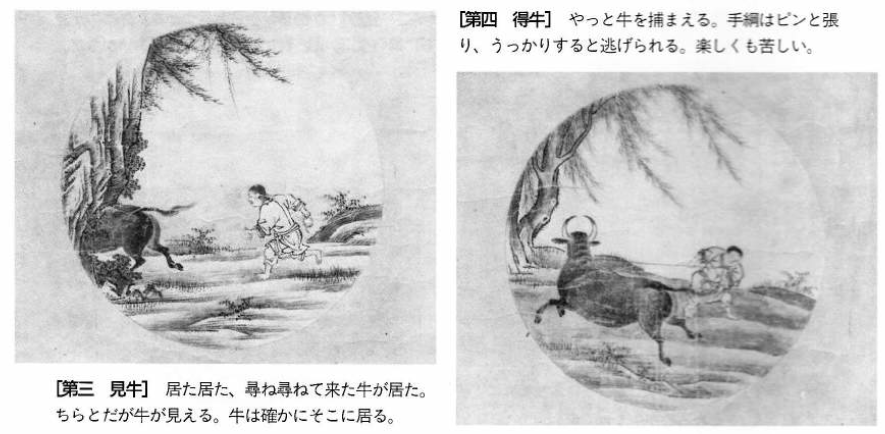 [第三　見牛]　居た居た、尋ね尋ねて来た牛が居た。
ちらとだが牛が見える。牛は確かにそこに居る。
[第四　得牛]　やっと牛を捕まえる。手綱はピンと張
り、うっかりすると逃げられる。楽しくも苦しい。